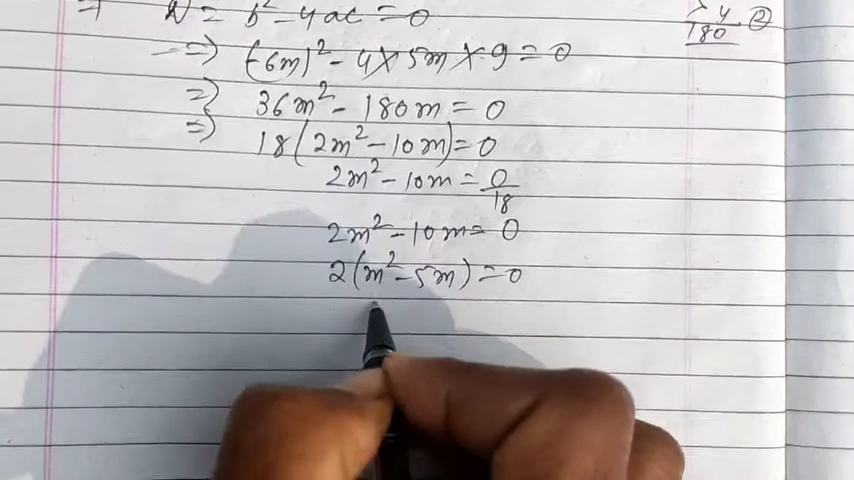 ⇒ D = b² - 4ac = 0
⇒ (-6m)² - 4 × 5m × 9 = 0
⇒ 36m² - 180m = 0
⇒ 18(2m² - 10m) = 0
2m² - 10m = 0/18
2m² - 10m = 0
2(m² - 5m) = 0
180